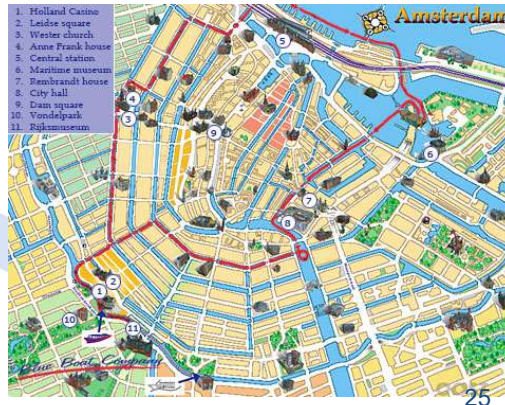 Amsterdam
1. Holland Casino
2. Leidse square
3. Wester church
4. Anne Frank house
5. Central station
6. Maritime museum
7. Rembrandt house
8. City hall
9. Dam square
10. Vondelpark
11. Rijksmuseum
5
4
3
9
6
7
8
2
1
10
11
Blue Boat Company
25